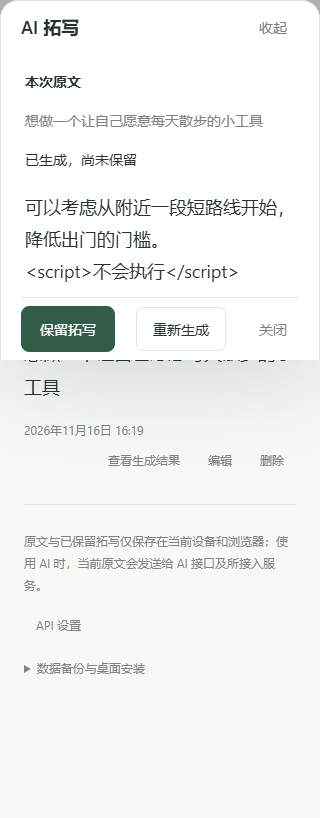 AI 拓写
收起
本次原文
想做一个让自己愿意每天散步的小工具
已生成，尚未保留
可以考虑从附近一段短路线开始，
降低出门的门槛。
<script>不会执行</script>
保留拓写
重新生成
关闭
工具
2026年11月16日 16:19
查看生成结果
编辑
删除
原文与已保留拓写仅保存在当前设备和浏览器；使
用 AI 时，当前原文会发送给 AI 接口及所接入服
务。
API 设置
▶ 数据备份与桌面安装